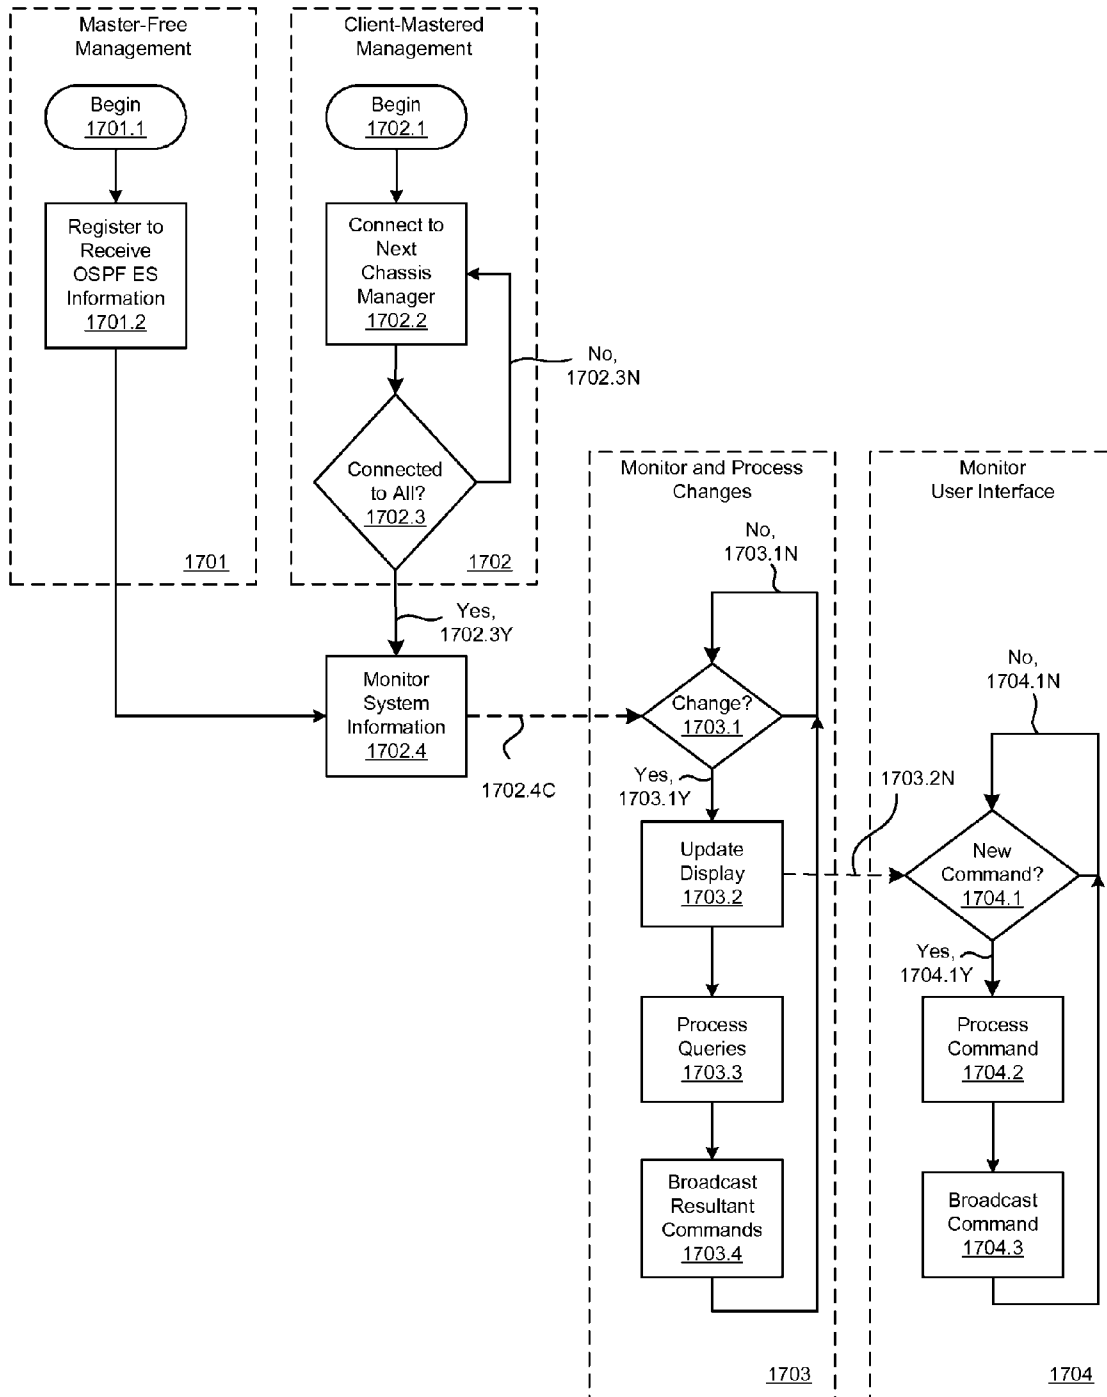 Master-Free
Management
Begin
1701.1
Register to
Receive
OSPF ES
Information
1701.2
1701
Client-Mastered
Management
Begin
1702.1
Connect to
Next
Chassis
Manager
1702.2
No,
1702.3N
Connected
to All?
1702.3
1702
Yes,
1702.3Y
Monitor
System
Information
1702.4
1702.4C
Monitor and Process
Changes
No,
1703.1N
Change?
1703.1
Yes,
1703.1Y
Update
Display
1703.2
1703.2N
Process
Queries
1703.3
Broadcast
Resultant
Commands
1703.4
1703
Monitor
User Interface
No,
1704.1N
New
Command?
1704.1
Yes,
1704.1Y
Process
Command
1704.2
Broadcast
Command
1704.3
1704